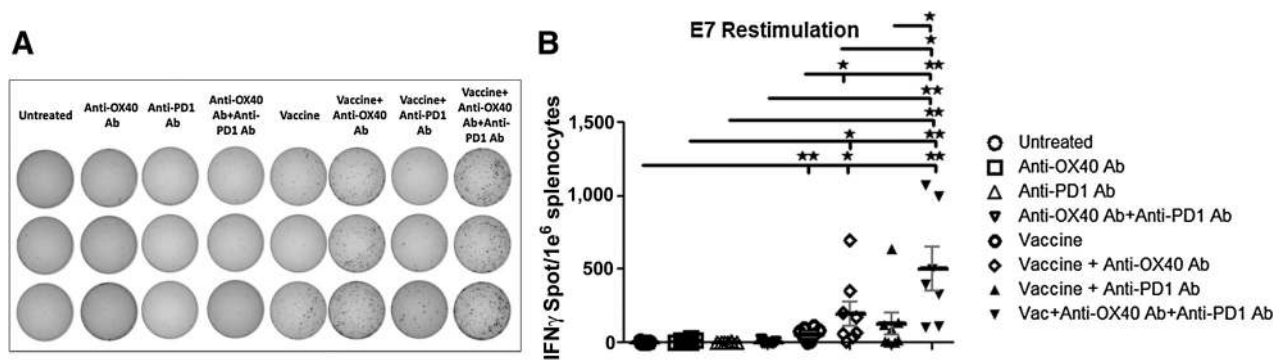 A
Untreated
Anti-OX40
Ab
Anti-PD1
Ab
Anti-OX40
Ab+Anti-
PD1 Ab
Vaccine
Vaccine+
Anti-OX40
Ab
Vaccine+
Anti-PD1
Ab
Vaccine+
Anti-OX40
Ab+Anti-
PD1 Ab
B
E7 Restimulation
IFNγ Spot/1e⁶ splenocytes
1,500
1,000
500
0
★
★
★ ★★
★★
★★
★ ★★
★★ ★ ★★
Untreated
Anti-OX40 Ab
Anti-PD1 Ab
Anti-OX40 Ab+Anti-PD1 Ab
Vaccine
Vaccine + Anti-OX40 Ab
Vaccine + Anti-PD1 Ab
Vac+Anti-OX40 Ab+Anti-PD1 Ab